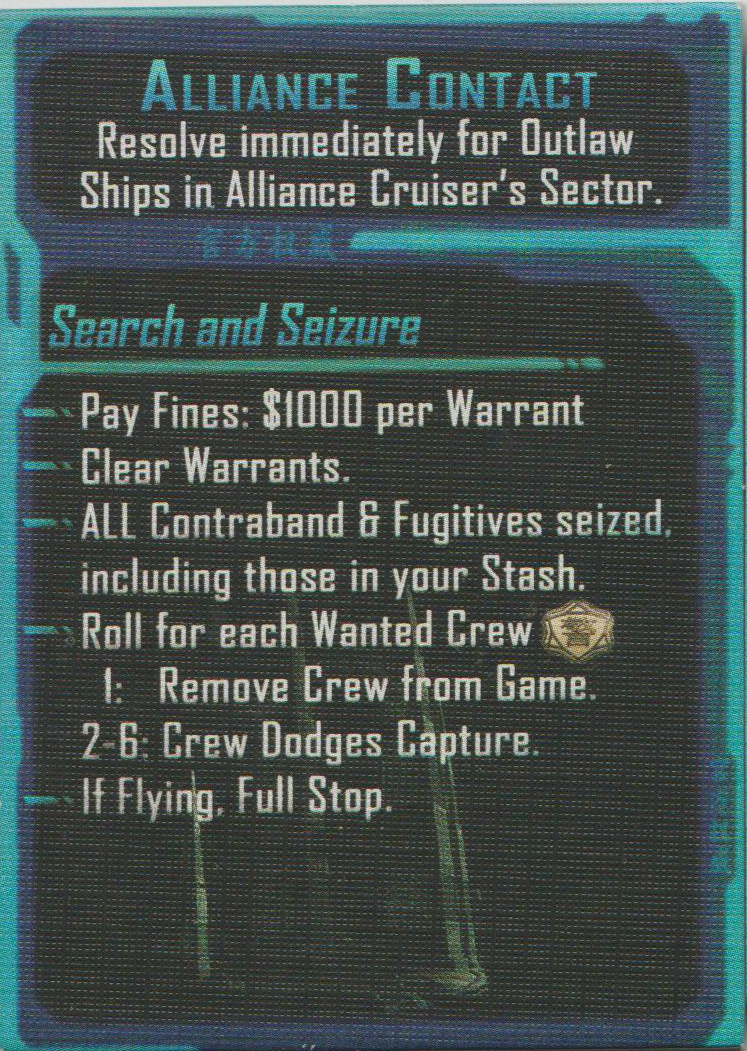 ALLIANCE CONTACT
Resolve immediately for Outlaw
Ships in Alliance Cruiser's Sector.
Search and Seizure
Pay Fines: $1000 per Warrant
Clear Warrants.
ALL Contraband & Fugitives seized,
including those in your Stash.
Roll for each Wanted Crew
1: Remove Crew from Game.
2-6: Crew Dodges Capture.
If Flying, Full Stop.